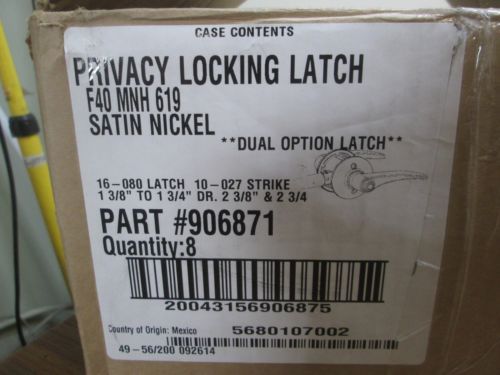 CASE CONTENTS
PRIVACY LOCKING LATCH
F40 MNH 619
SATIN NICKEL
**DUAL OPTION LATCH**
16-080 LATCH 10-027 STRIKE
1 3/8" TO 1 3/4" DR. 2 3/8" & 2 3/4
PART #906871
Quantity:8
20043156906875
Country of Origin: Mexico 5680107002
49-56/200 092614